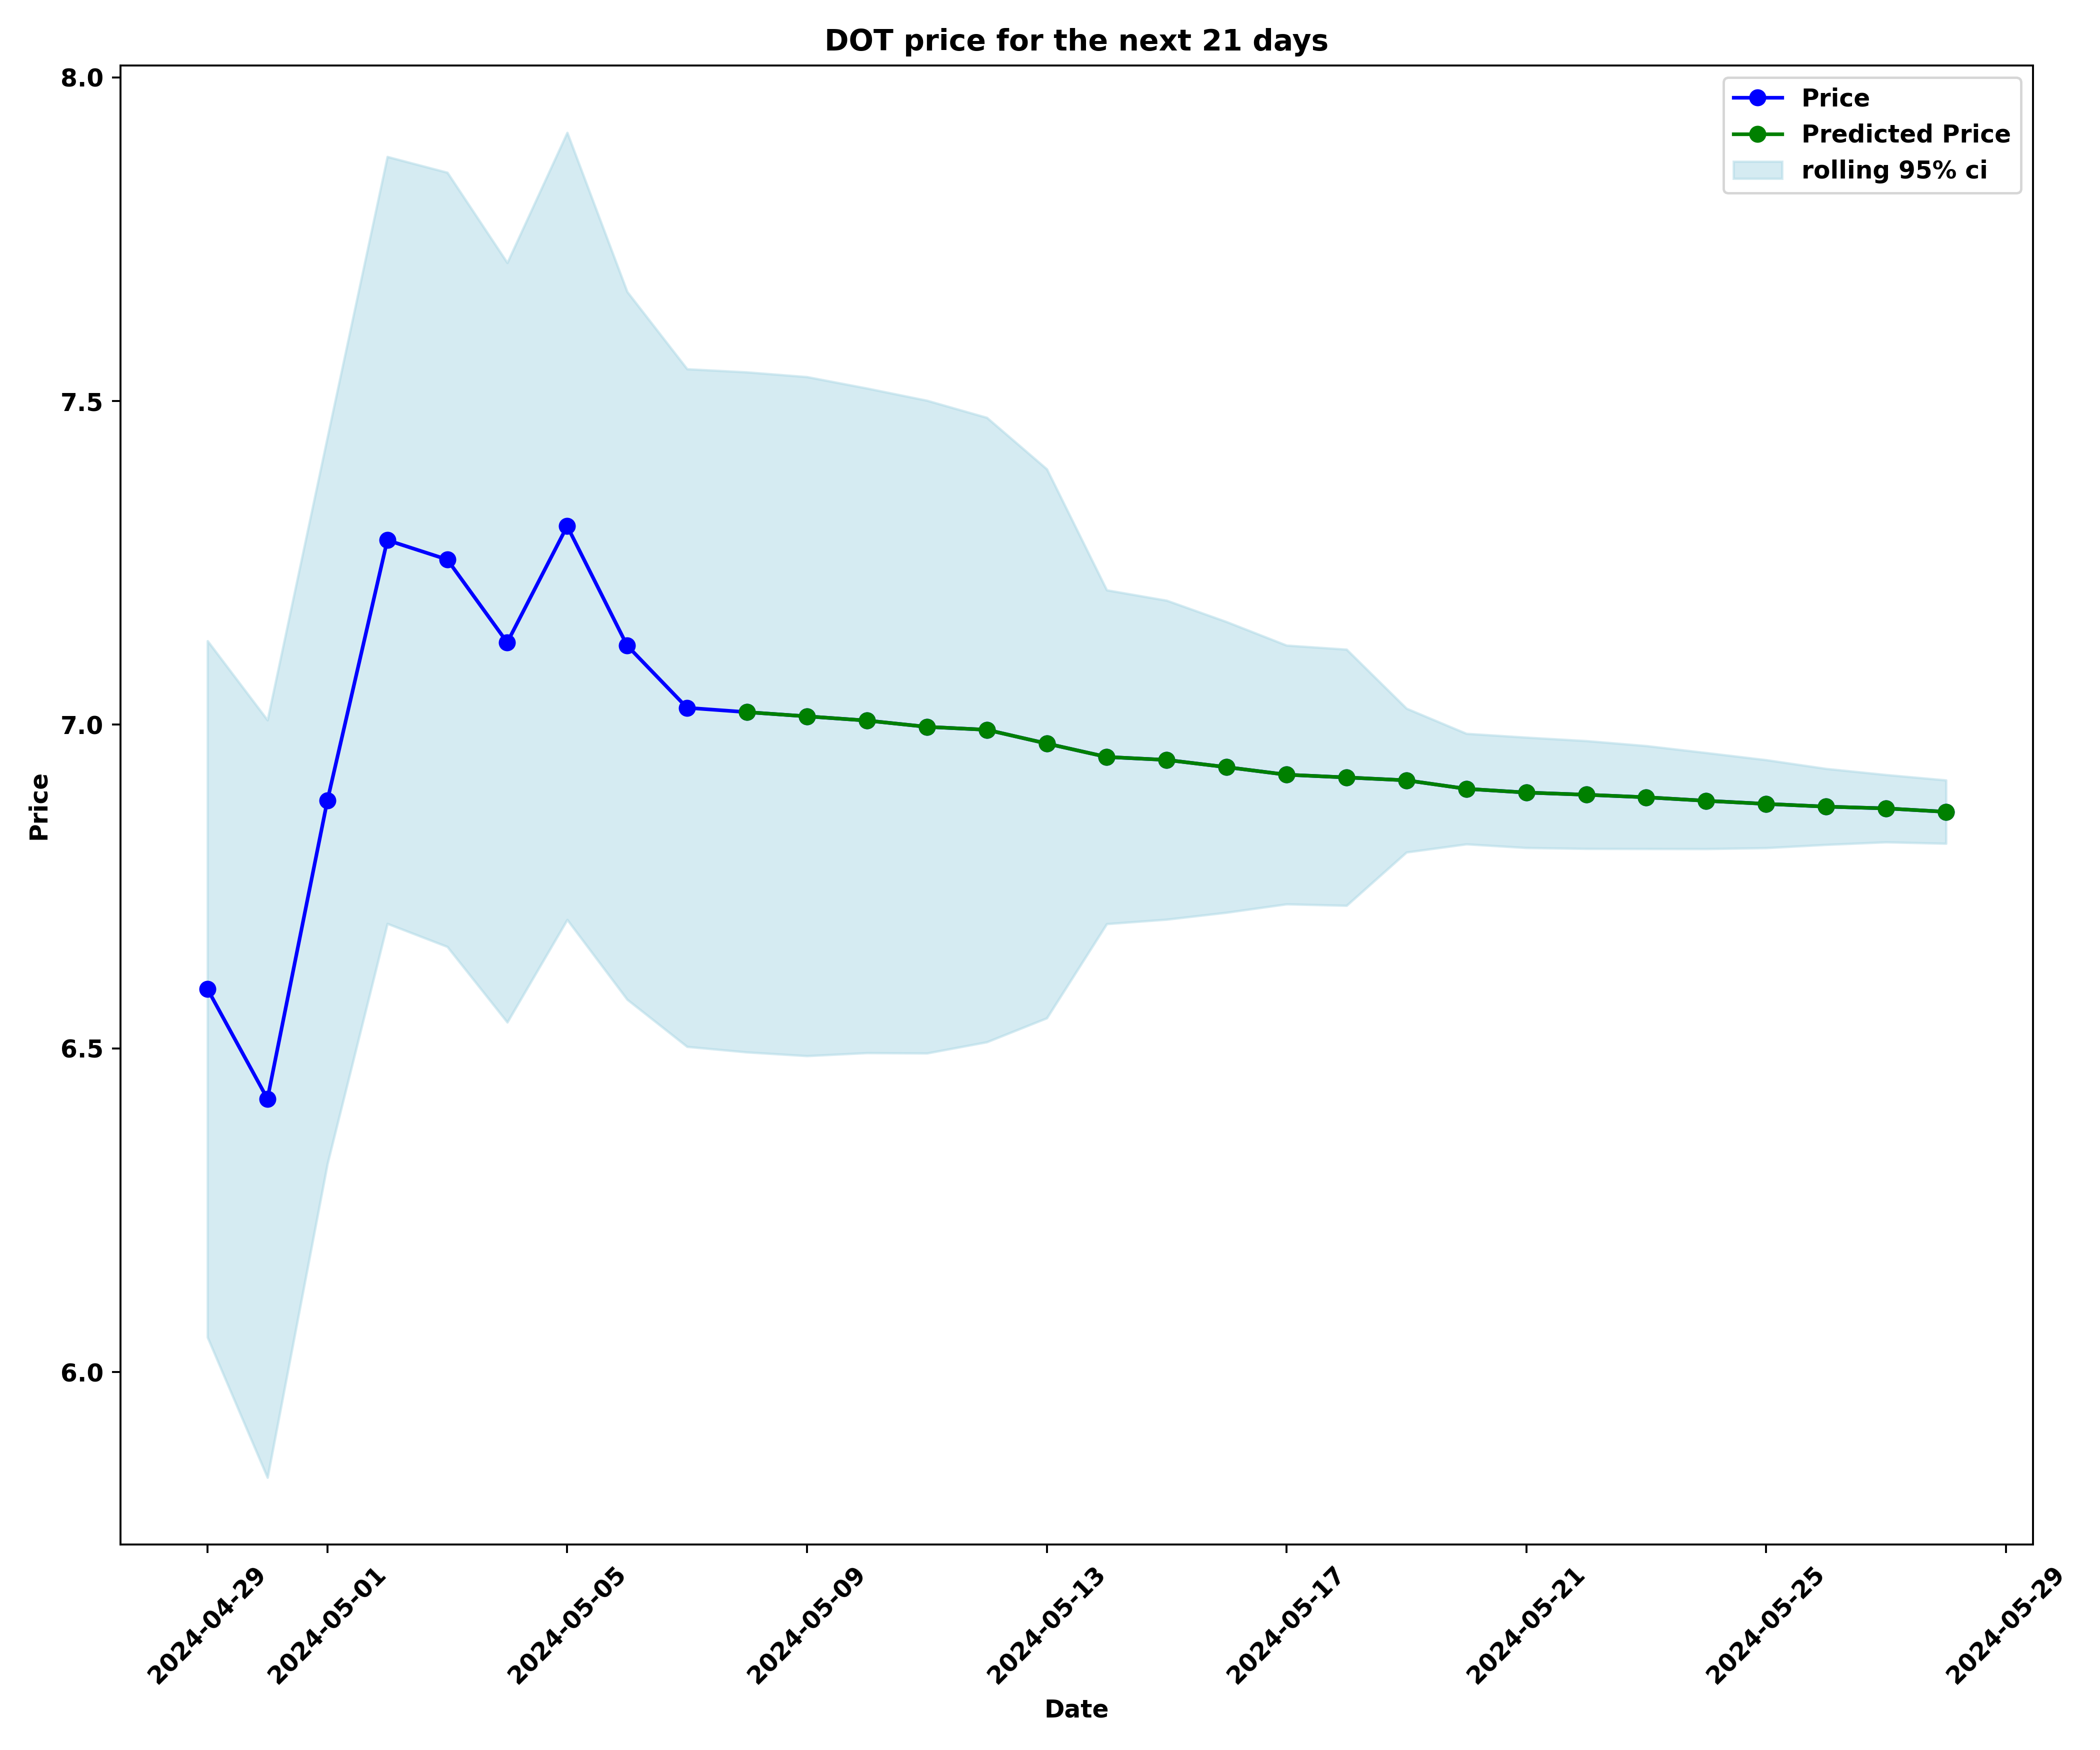 DOT price for the next 21 days
8.0
7.5
7.0
6.5
6.0
Price
Price
Predicted Price
rolling 95% ci
2024-04-29
2024-05-01
2024-05-05
2024-05-09
2024-05-13
2024-05-17
2024-05-21
2024-05-25
2024-05-29
Date